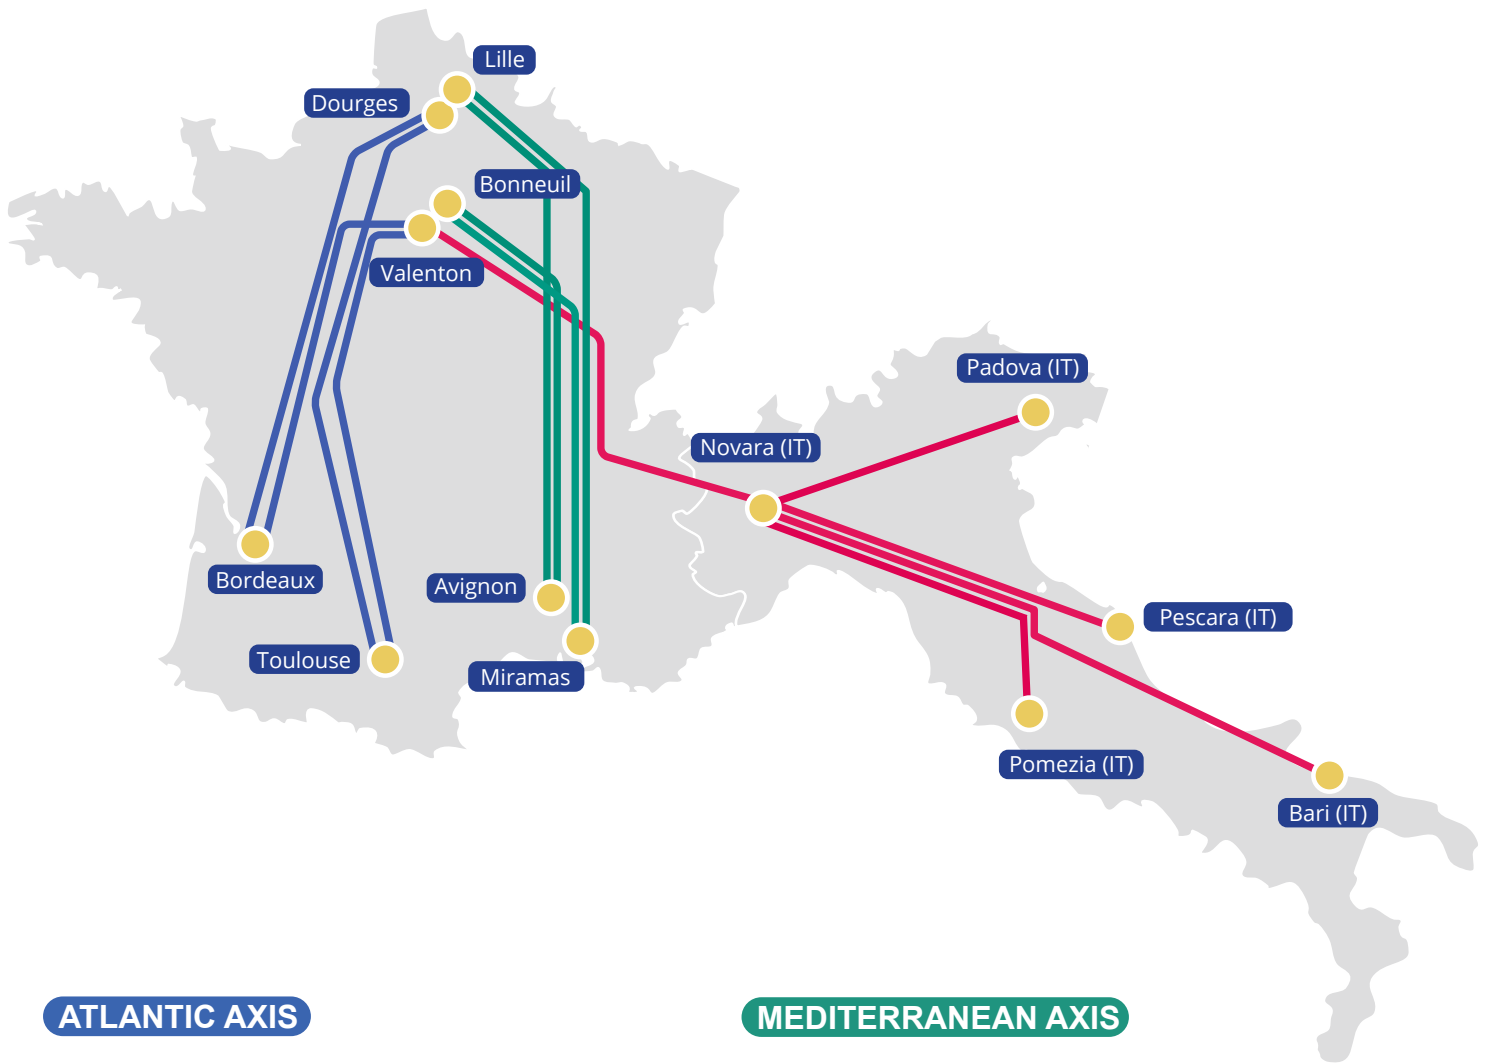 Lille
Dourges
Bonneuil
Valenton
Padova (IT)
Novara (IT)
Bordeaux
Avignon
Pescara (IT)
Toulouse
Miramas
Pomezia (IT)
Bari (IT)
ATLANTIC AXIS
MEDITERRANEAN AXIS